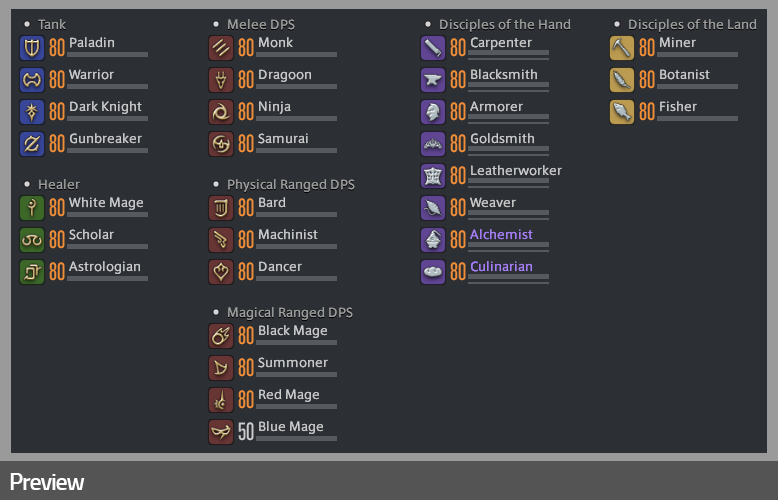 • Tank
80 Paladin
80 Warrior
80 Dark Knight
80 Gunbreaker
• Healer
80 White Mage
80 Scholar
80 Astrologian
• Melee DPS
80 Monk
80 Dragoon
80 Ninja
80 Samurai
• Physical Ranged DPS
80 Bard
80 Machinist
80 Dancer
• Magical Ranged DPS
80 Black Mage
80 Summoner
80 Red Mage
50 Blue Mage
• Disciples of the Hand
80 Carpenter
80 Blacksmith
80 Armorer
80 Goldsmith
80 Leatherworker
80 Weaver
80 Alchemist
80 Culinarian
• Disciples of the Land
80 Miner
80 Botanist
80 Fisher
Preview